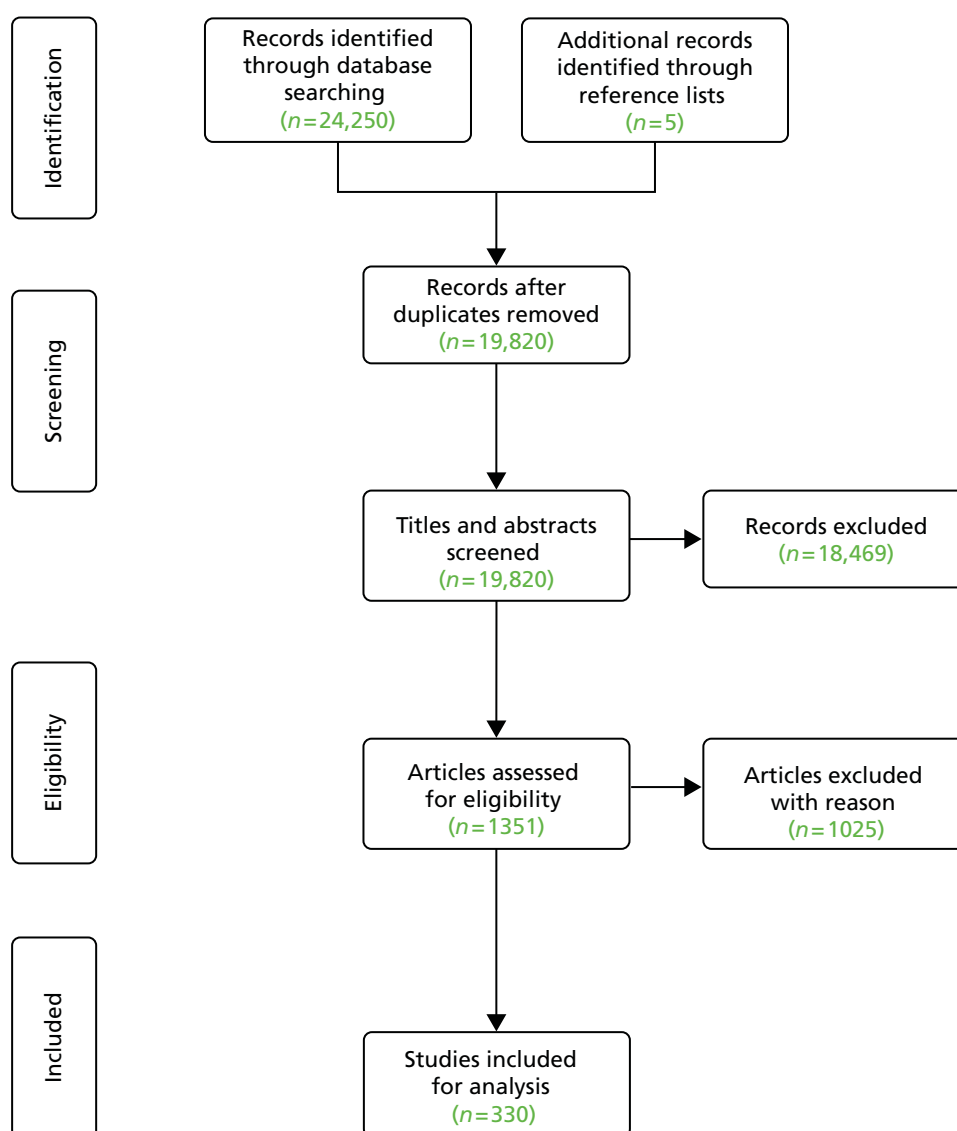 Identification
Records identified
through database
searching
(n=24,250)
Additional records
identified through
reference lists
(n=5)
Screening
Records after
duplicates removed
(n=19,820)
Titles and abstracts
screened
(n=19,820)
Records excluded
(n=18,469)
Eligibility
Articles assessed
for eligibility
(n=1351)
Articles excluded
with reason
(n=1025)
Included
Studies included
for analysis
(n=330)